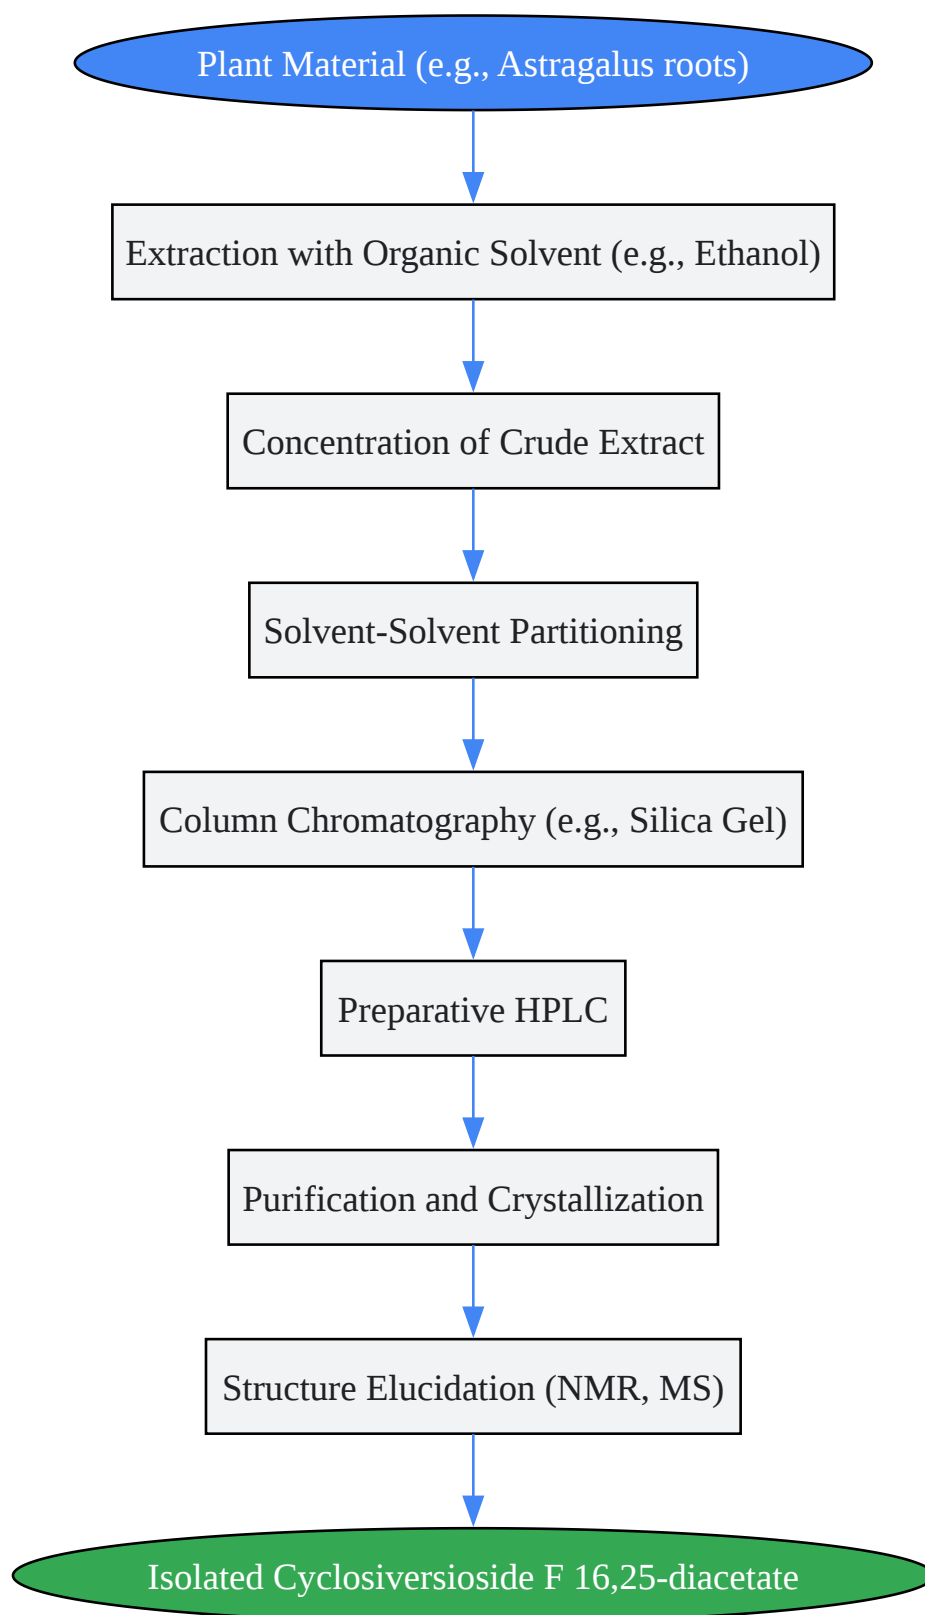 Plant Material (e.g., Astragalus roots)
Extraction with Organic Solvent (e.g., Ethanol)
Concentration of Crude Extract
Solvent-Solvent Partitioning
Column Chromatography (e.g., Silica Gel)
Preparative HPLC
Purification and Crystallization
Structure Elucidation (NMR, MS)
Isolated Cyclosiversioside F 16,25-diacetate